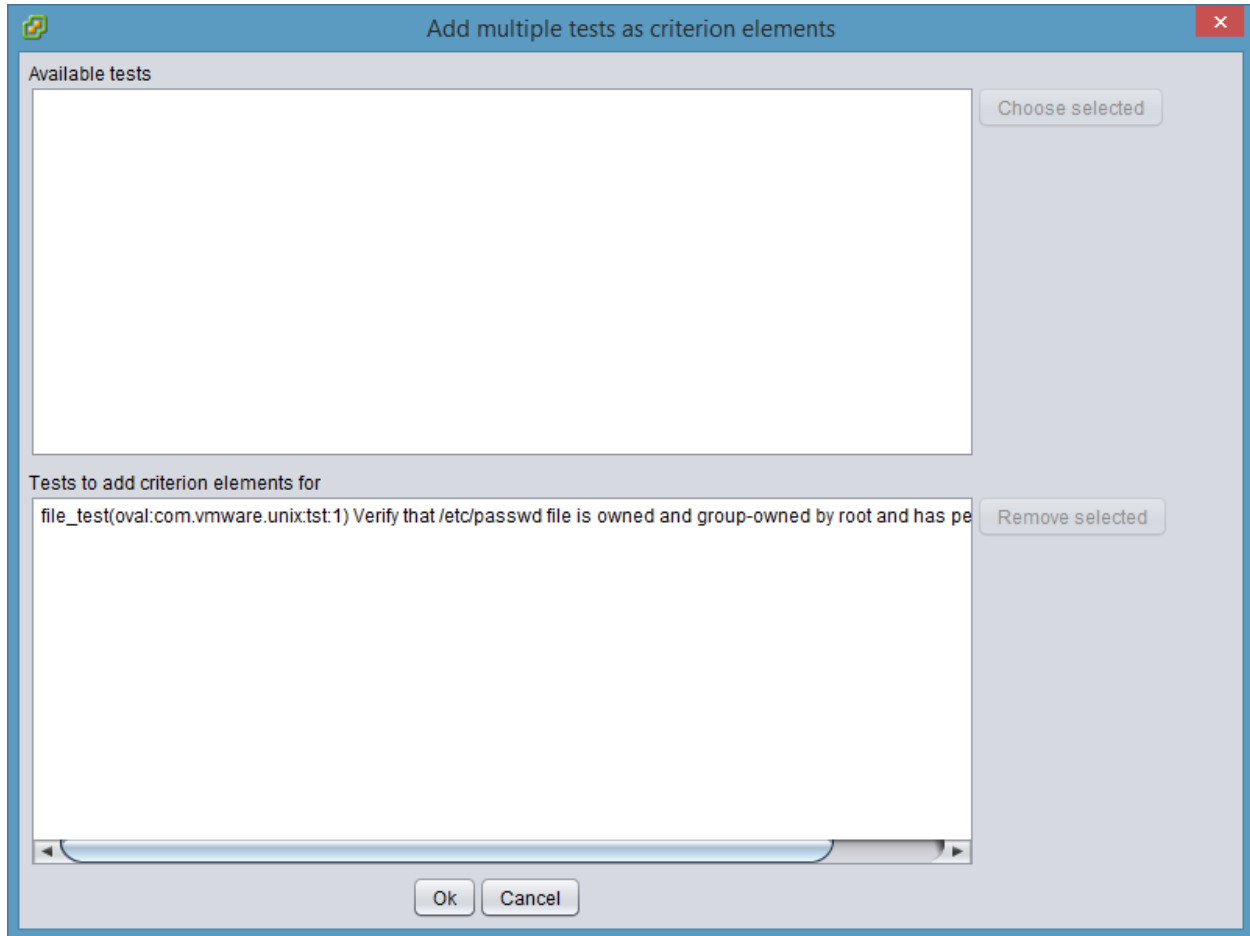 Add multiple tests as criterion elements
Available tests
Choose selected
Tests to add criterion elements for
file_test(oval:com.vmware.unix:tst:1) Verify that /etc/passwd file is owned and group-owned by root and has pe
Remove selected
Ok
Cancel